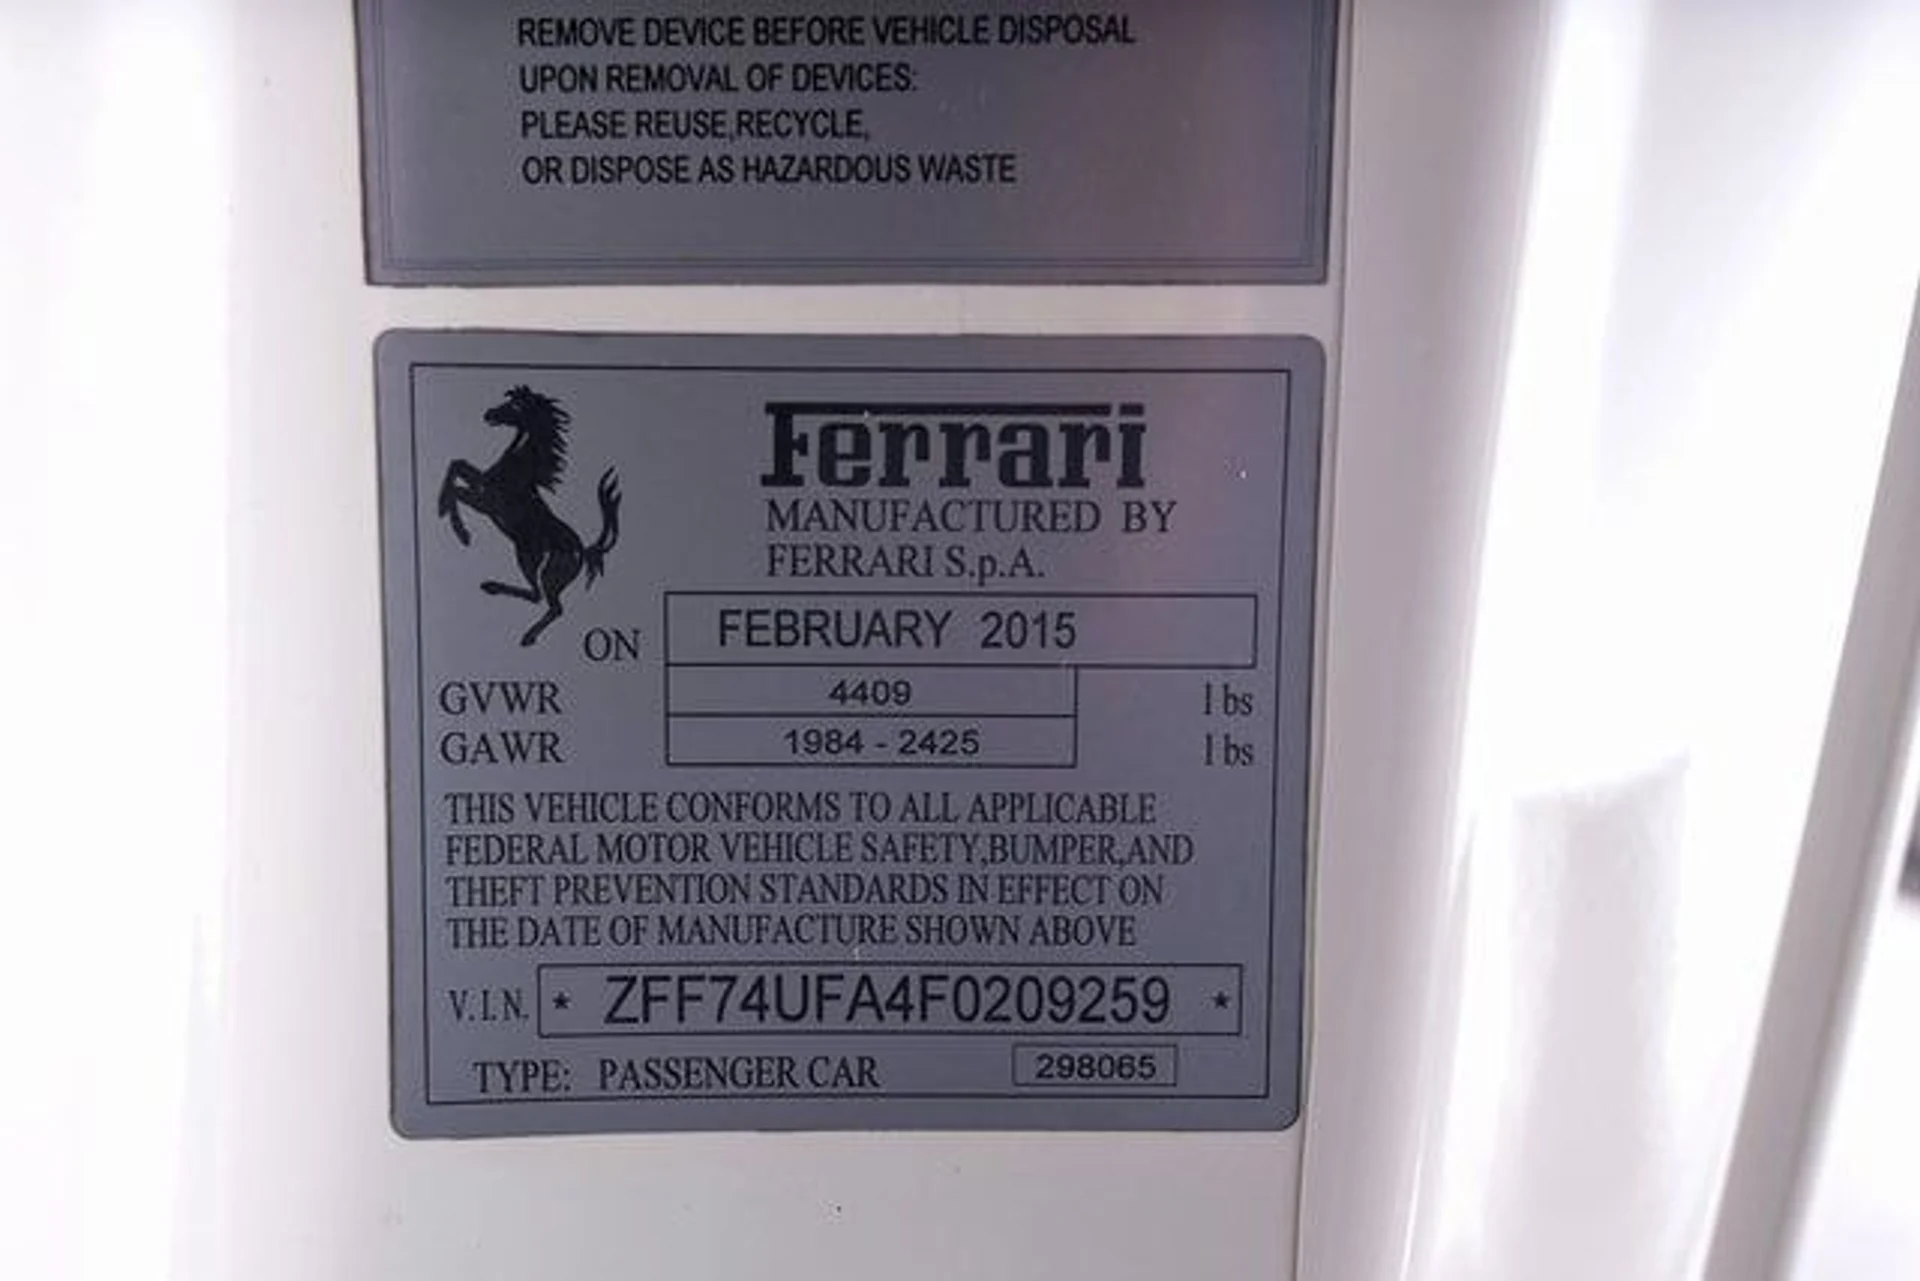 REMOVE DEVICE BEFORE VEHICLE DISPOSAL
UPON REMOVAL OF DEVICES:
PLEASE REUSE,RECYCLE,
OR DISPOSE AS HAZARDOUS WASTE
Ferrari
MANUFACTURED BY
FERRARI S.p.A.
ON FEBRUARY 2015
GVWR 4409 lbs
GAWR 1984 - 2425 lbs
THIS VEHICLE CONFORMS TO ALL APPLICABLE
FEDERAL MOTOR VEHICLE SAFETY,BUMPER,AND
THEFT PREVENTION STANDARDS IN EFFECT ON
THE DATE OF MANUFACTURE SHOWN ABOVE
V.I.N. * ZFF74UFA4F0209259 *
TYPE: PASSENGER CAR 298065